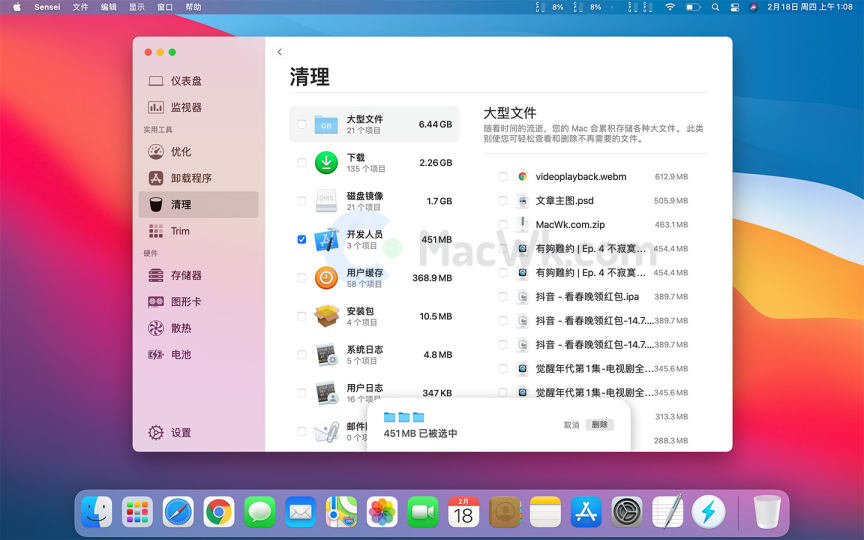 Sensei 文件 编辑 显示 窗口 帮助 8% 8% 2月18日 周四 上午1:08
仪表盘
监视器
实用工具
优化
卸载程序
清理
Trim
硬件
存储器
图形卡
散热
电池
设置
清理
大型文件 6.44 GB
21 个项目
下载 2.26 GB
135 个项目
磁盘镜像 1.7 GB
21 个项目
开发人员 451 MB
3 个项目
用户缓存 368.9 MB
58 个项目
安装包 10.5 MB
4 个项目
系统日志 4.8 MB
5 个项目
用户日志 347 KB
16 个项目
邮件
0 个项
大型文件
随着时间的流逝，您的 Mac 会累积存储各种大文件。 此类
别使您可轻松查看和删除不再需要的文件。
videoplayback.webm 612.9 MB
文章主图.psd 505.9 MB
MacWk.com.zip 463.1 MB
有夠難約 | Ep. 4 不寂寞... 454.4 MB
有夠難約 | Ep. 4 不寂寞... 454.4 MB
抖音 - 看春晚领红包.ipa 389.7 MB
抖音 - 看春晚领红包-14.7.... 389.7 MB
抖音 - 看春晚领红包-14.7.... 389.7 MB
觉醒年代第1集-电视剧全... 345.6 MB
觉醒年代第1集-电视剧全... 345.6 MB
313.3 MB
288.3 MB
451 MB 已被选中
取消 删除
MacWk.com
GB
DMG
2月
18